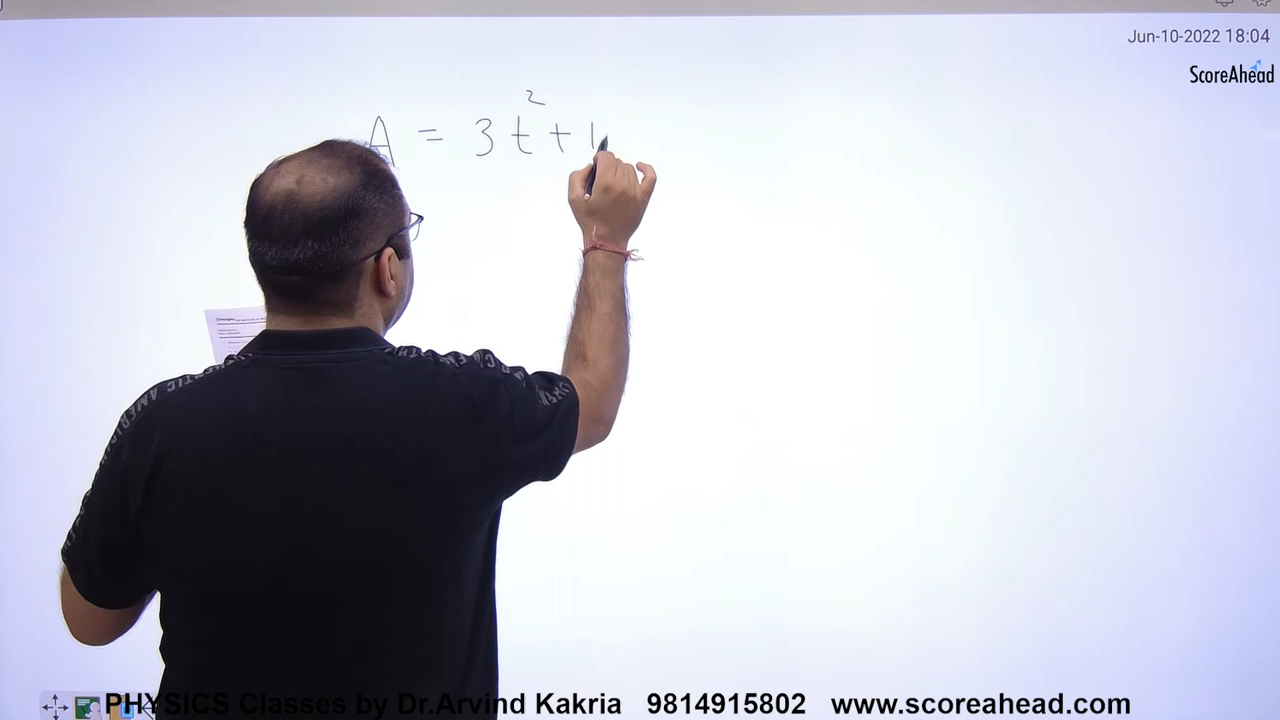 Jun-10-2022 18:04
ScoreAhead
A = 3t² + 1
PHYSICS Classes by Dr.Arvind Kakria 9814915802 www.scoreahead.com